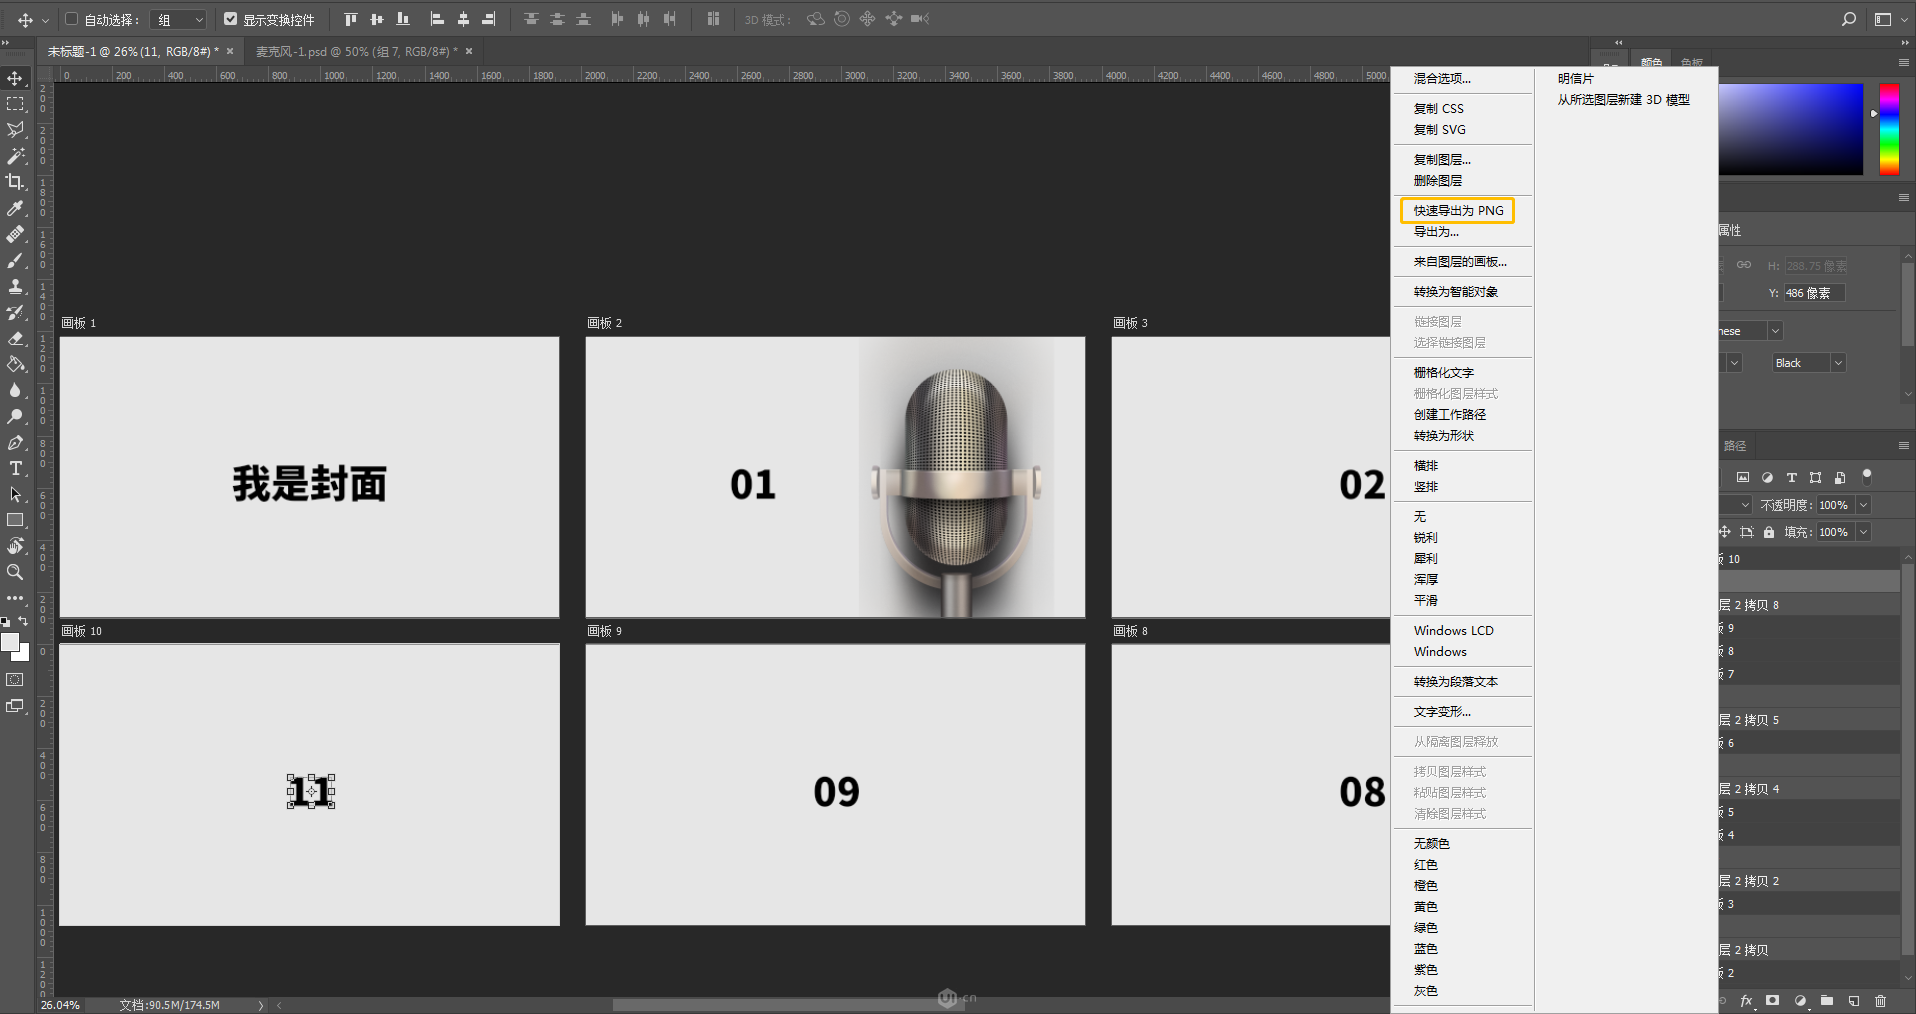 自动选择：
组
显示变换控件
3D 模式：
未标题-1 @ 26% (11, RGB/8#) *
麦克风-1.psd @ 50% (组 7, RGB/8#) *
颜色
色板
0 200 400 600 800 1000 1200 1400 1600 1800 2000 2200 2400 2600 2800 3000 3200 3400 3600 3800 4000 4200 4400 4600 4800 5000
画板 1
画板 2
画板 3
我是封面
01
02
画板 10
画板 9
画板 8
11
09
08
混合选项...
复制 CSS
复制 SVG
复制图层...
删除图层
快速导出为 PNG
导出为...
来自图层的画板...
转换为智能对象
链接图层
选择链接图层
栅格化文字
栅格化图层样式
创建工作路径
转换为形状
横排
竖排
无
锐利
犀利
浑厚
平滑
Windows LCD
Windows
转换为段落文本
文字变形...
从隔离图层释放
拷贝图层样式
粘贴图层样式
清除图层样式
无颜色
红色
橙色
黄色
绿色
蓝色
紫色
灰色
明信片
从所选图层新建 3D 模型
属性
H: 288.75 像素
Y: 486 像素
nese
Black
路径
不透明度: 100%
填充: 100%
板 10
层 2 拷贝 8
板 9
板 8
板 7
层 2 拷贝 5
板 6
层 2 拷贝 4
板 5
板 4
层 2 拷贝 2
板 3
层 2 拷贝
板 2
fx
26.04%
文档:90.5M/174.5M
UI.cn